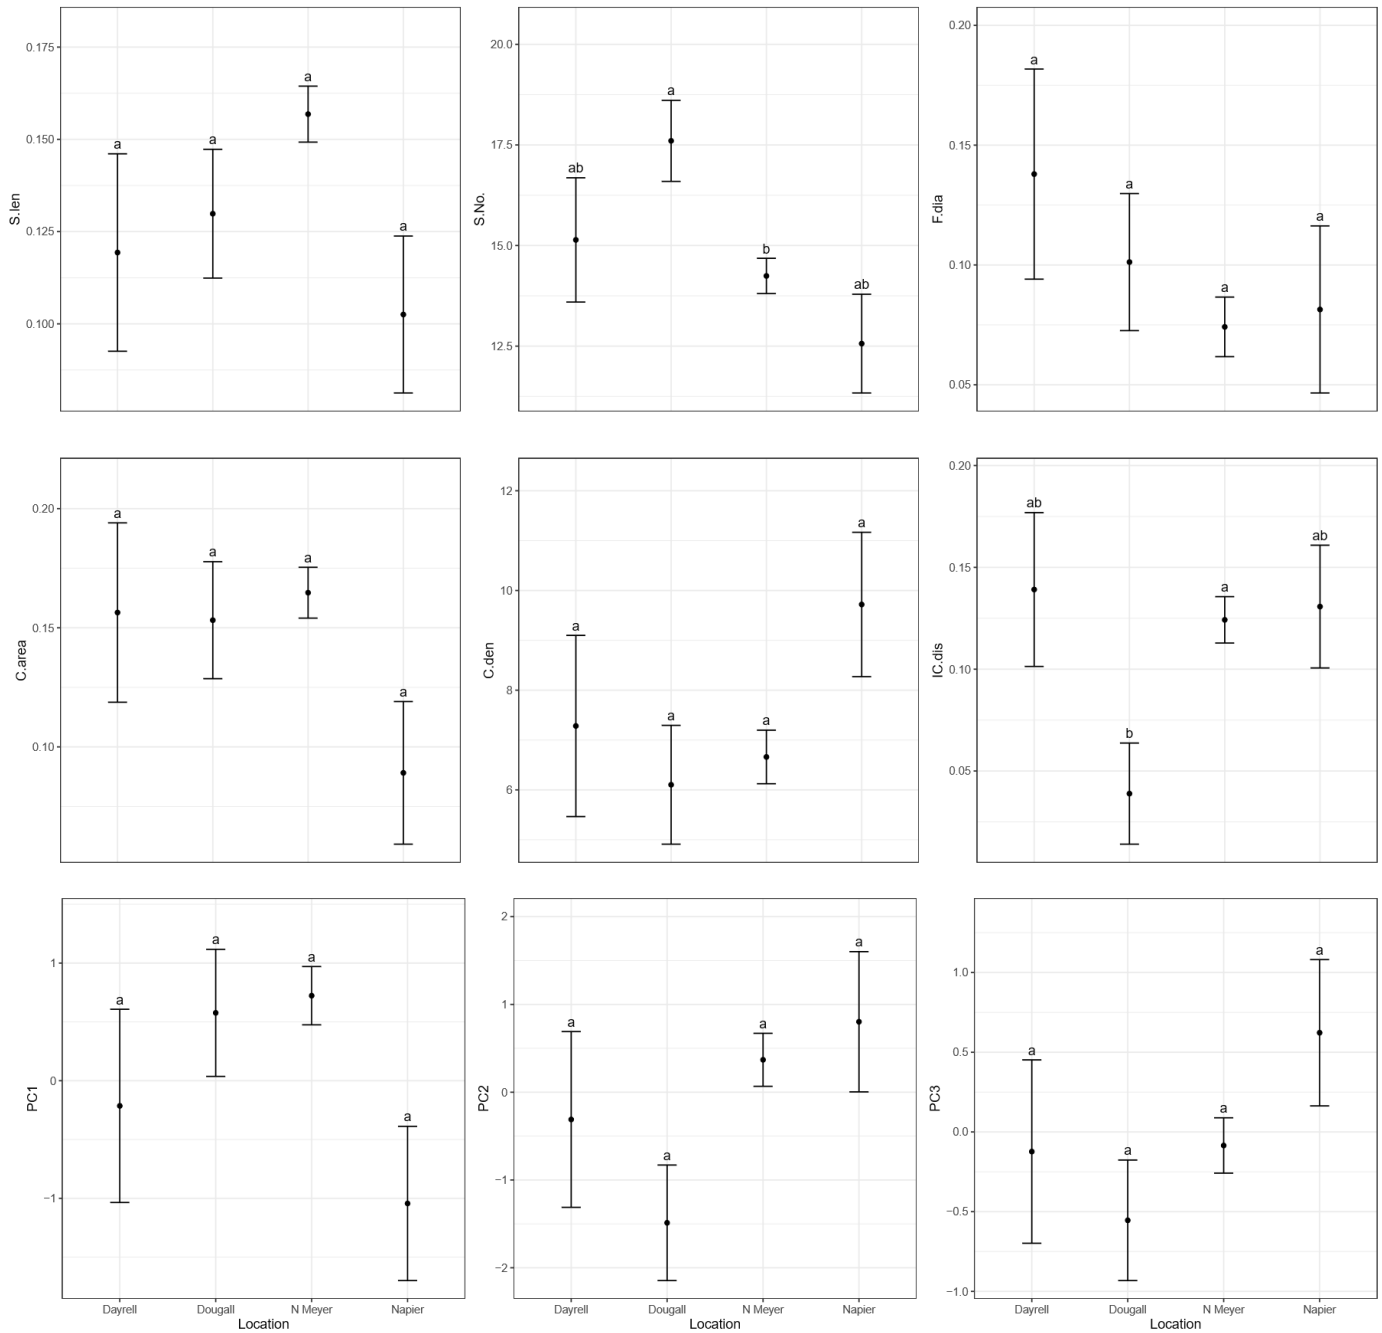 S.len
0.175
0.150
0.125
0.100
a
a
a
a
S.No.
20.0
17.5
15.0
12.5
ab
a
b
ab
F.dia
0.20
0.15
0.10
0.05
a
a
a
a
C.area
0.20
0.15
0.10
a
a
a
a
C.den
12
10
8
6
a
a
a
a
IC.dis
0.20
0.15
0.10
0.05
ab
b
a
ab
PC1
1
0
−1
a
a
a
a
Dayrell Dougall N Meyer Napier
Location
PC2
2
1
0
−1
−2
a
a
a
a
Dayrell Dougall N Meyer Napier
Location
PC3
1.0
0.5
0.0
−0.5
−1.0
a
a
a
a
Dayrell Dougall N Meyer Napier
Location